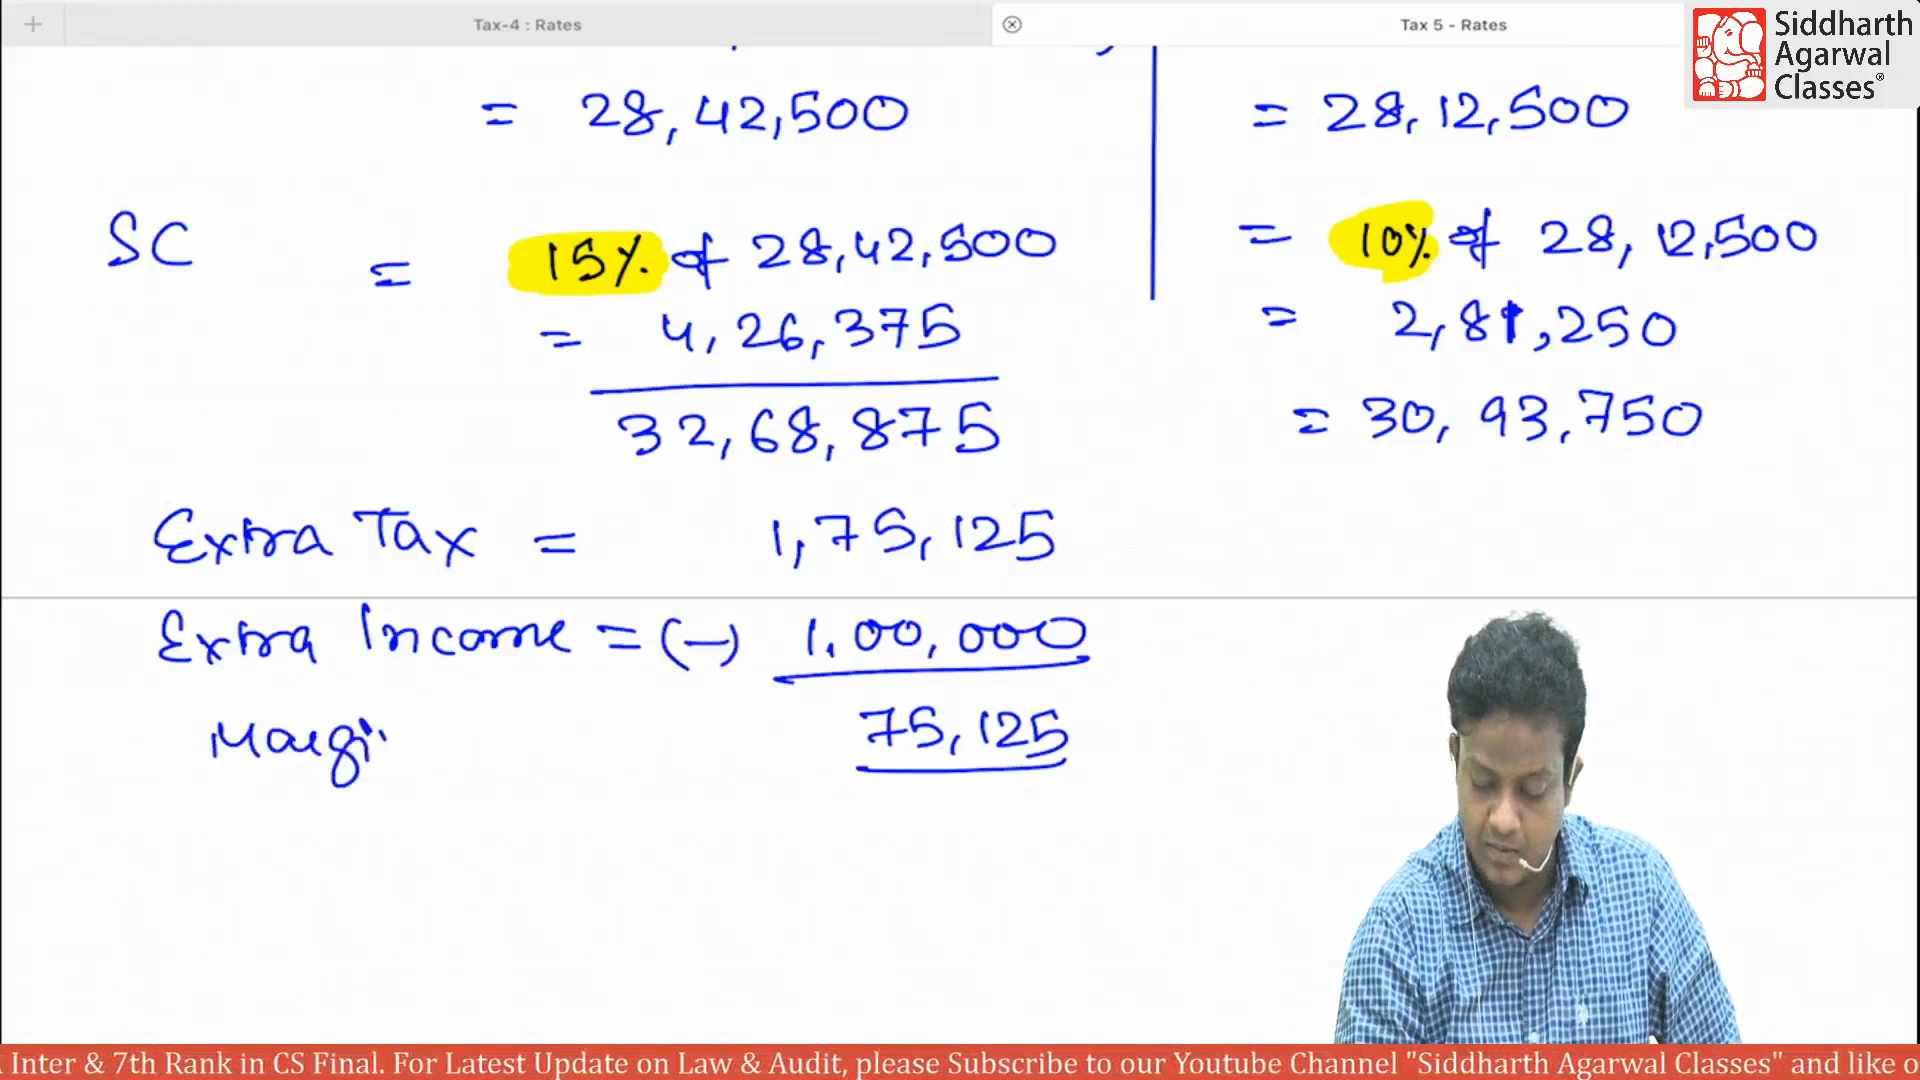 Tax-4 : Rates
Tax 5 - Rates
Siddharth
Agarwal
Classes®
= 28,42,500
= 28,12,500
SC = 15% of 28,42,500
= 10% of 28,12,500
= 4,26,375
= 2,81,250
32,68,875
= 30,93,750
Extra Tax = 1,75,125
Extra Income = (-) 1,00,000
Margi
75,125
Inter & 7th Rank in CS Final. For Latest Update on Law & Audit, please Subscribe to our Youtube Channel "Siddharth Agarwal Classes" and like o